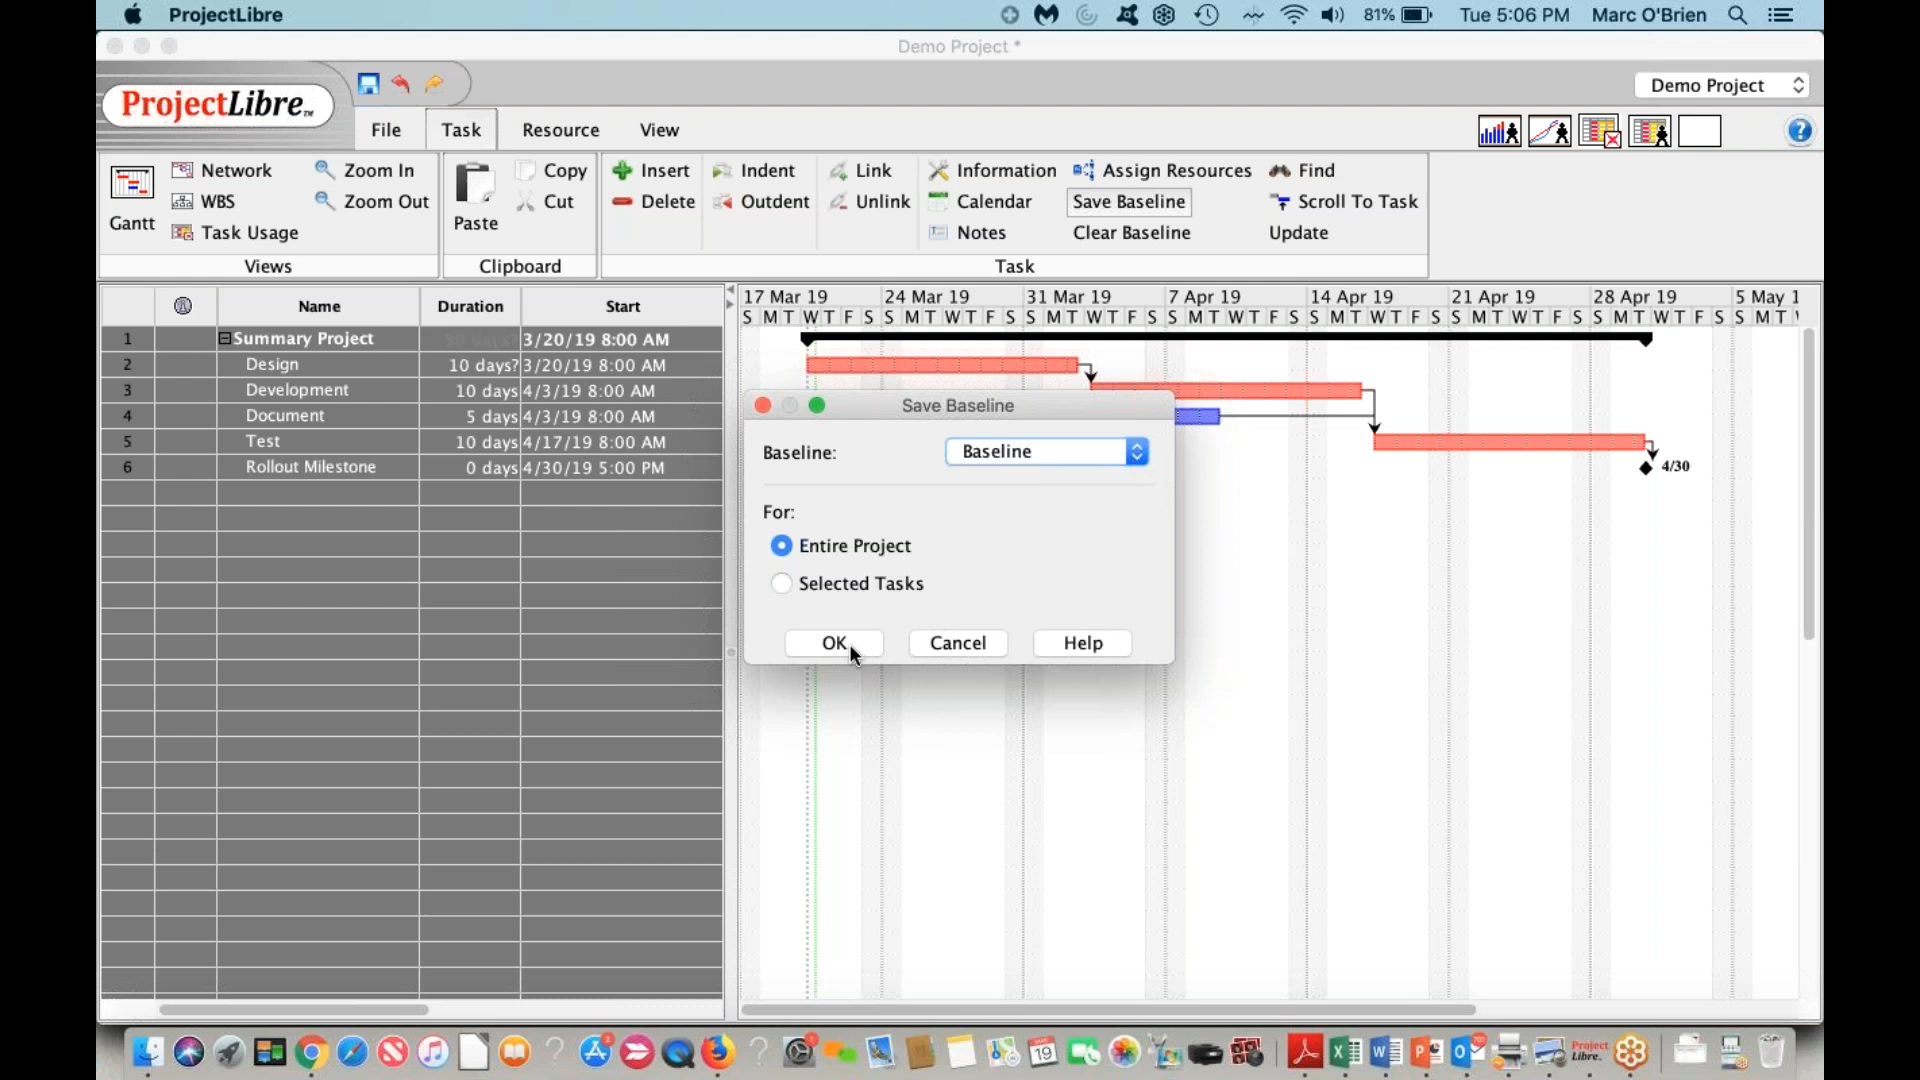 ProjectLibre 81% Tue 5:06 PM Marc O'Brien
Demo Project *
ProjectLibre™ Demo Project
File Task Resource View
Network Zoom In Copy Insert Indent Link Information Assign Resources Find
WBS Zoom Out Cut Delete Outdent Unlink Calendar Save Baseline Scroll To Task
Gantt Paste
Task Usage Notes Clear Baseline Update
Views Clipboard Task
Name Duration Start
17 Mar 19 24 Mar 19 31 Mar 19 7 Apr 19 14 Apr 19 21 Apr 19 28 Apr 19 5 May 1
S M T W T F S S M T W T F S S M T W T F S S M T W T F S S M T W T F S S M T W T F S S M T W T F S S M T
1 Summary Project 3/20/19 8:00 AM
2 Design 10 days? 3/20/19 8:00 AM
3 Development 10 days 4/3/19 8:00 AM
4 Document 5 days 4/3/19 8:00 AM
5 Test 10 days 4/17/19 8:00 AM
6 Rollout Milestone 0 days 4/30/19 5:00 PM
4/30
Save Baseline
Baseline: Baseline
For:
Entire Project
Selected Tasks
OK Cancel Help
19
Project
Libre